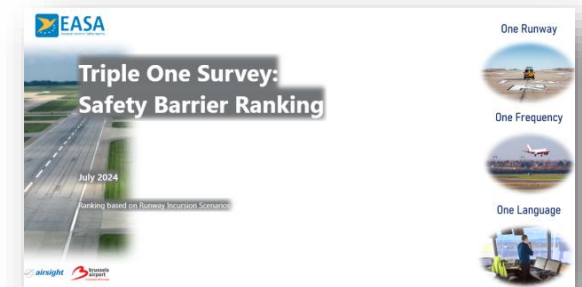 EASA
Triple One Survey:
Safety Barrier Ranking
July 2024
Ranking based on Runway Incursion Scenarios
airsight
brussels
airport
One Runway
One Frequency
One Language